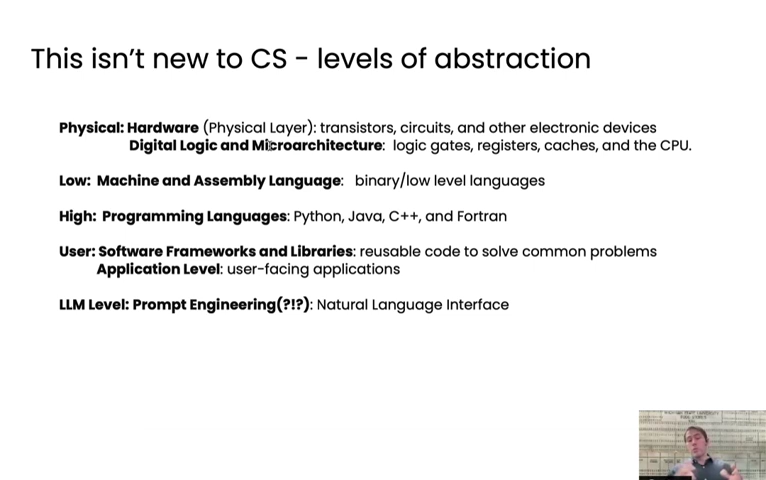 This isn't new to CS - levels of abstraction
Physical: Hardware (Physical Layer): transistors, circuits, and other electronic devices
Digital Logic and Microarchitecture: logic gates, registers, caches, and the CPU.
Low: Machine and Assembly Language: binary/low level languages
High: Programming Languages: Python, Java, C++, and Fortran
User: Software Frameworks and Libraries: reusable code to solve common problems
Application Level: user-facing applications
LLM Level: Prompt Engineering(?!?): Natural Language Interface